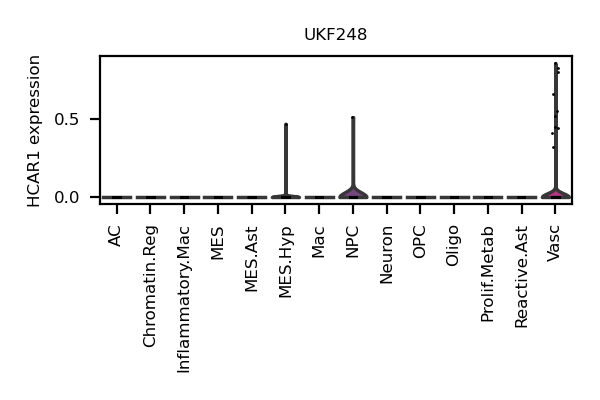 UKF248
HCAR1 expression
0.5
0.0
AC
Chromatin.Reg
Inflammatory.Mac
MES
MES.Ast
MES.Hyp
Mac
NPC
Neuron
OPC
Oligo
Prolif.Metab
Reactive.Ast
Vasc